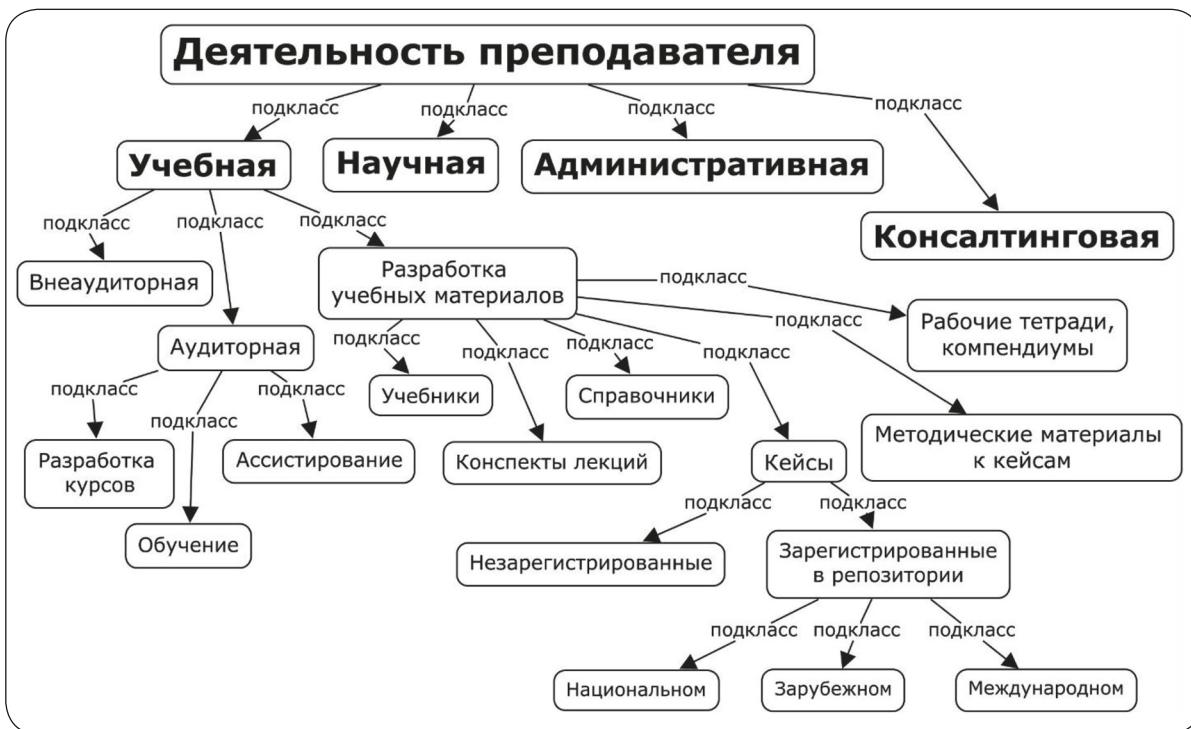 Деятельность преподавателя
подкласс
подкласс
подкласс
подкласс
Учебная
Научная
Административная
Консалтинговая
подкласс
подкласс
подкласс
Внеаудиторная
Разработка
учебных материалов
Аудиторная
подкласс
подкласс
Рабочие тетради,
компендиумы
подкласс
подкласс
подкласс
подкласс
Учебники
Справочники
подкласс
подкласс
подкласс
Разработка
курсов
Ассистирование
Конспекты лекций
Кейсы
Методические материалы
к кейсам
Обучение
подкласс
подкласс
Незарегистрированные
Зарегистрированные
в репозитории
подкласс
подкласс
подкласс
Национальном
Зарубежном
Международном